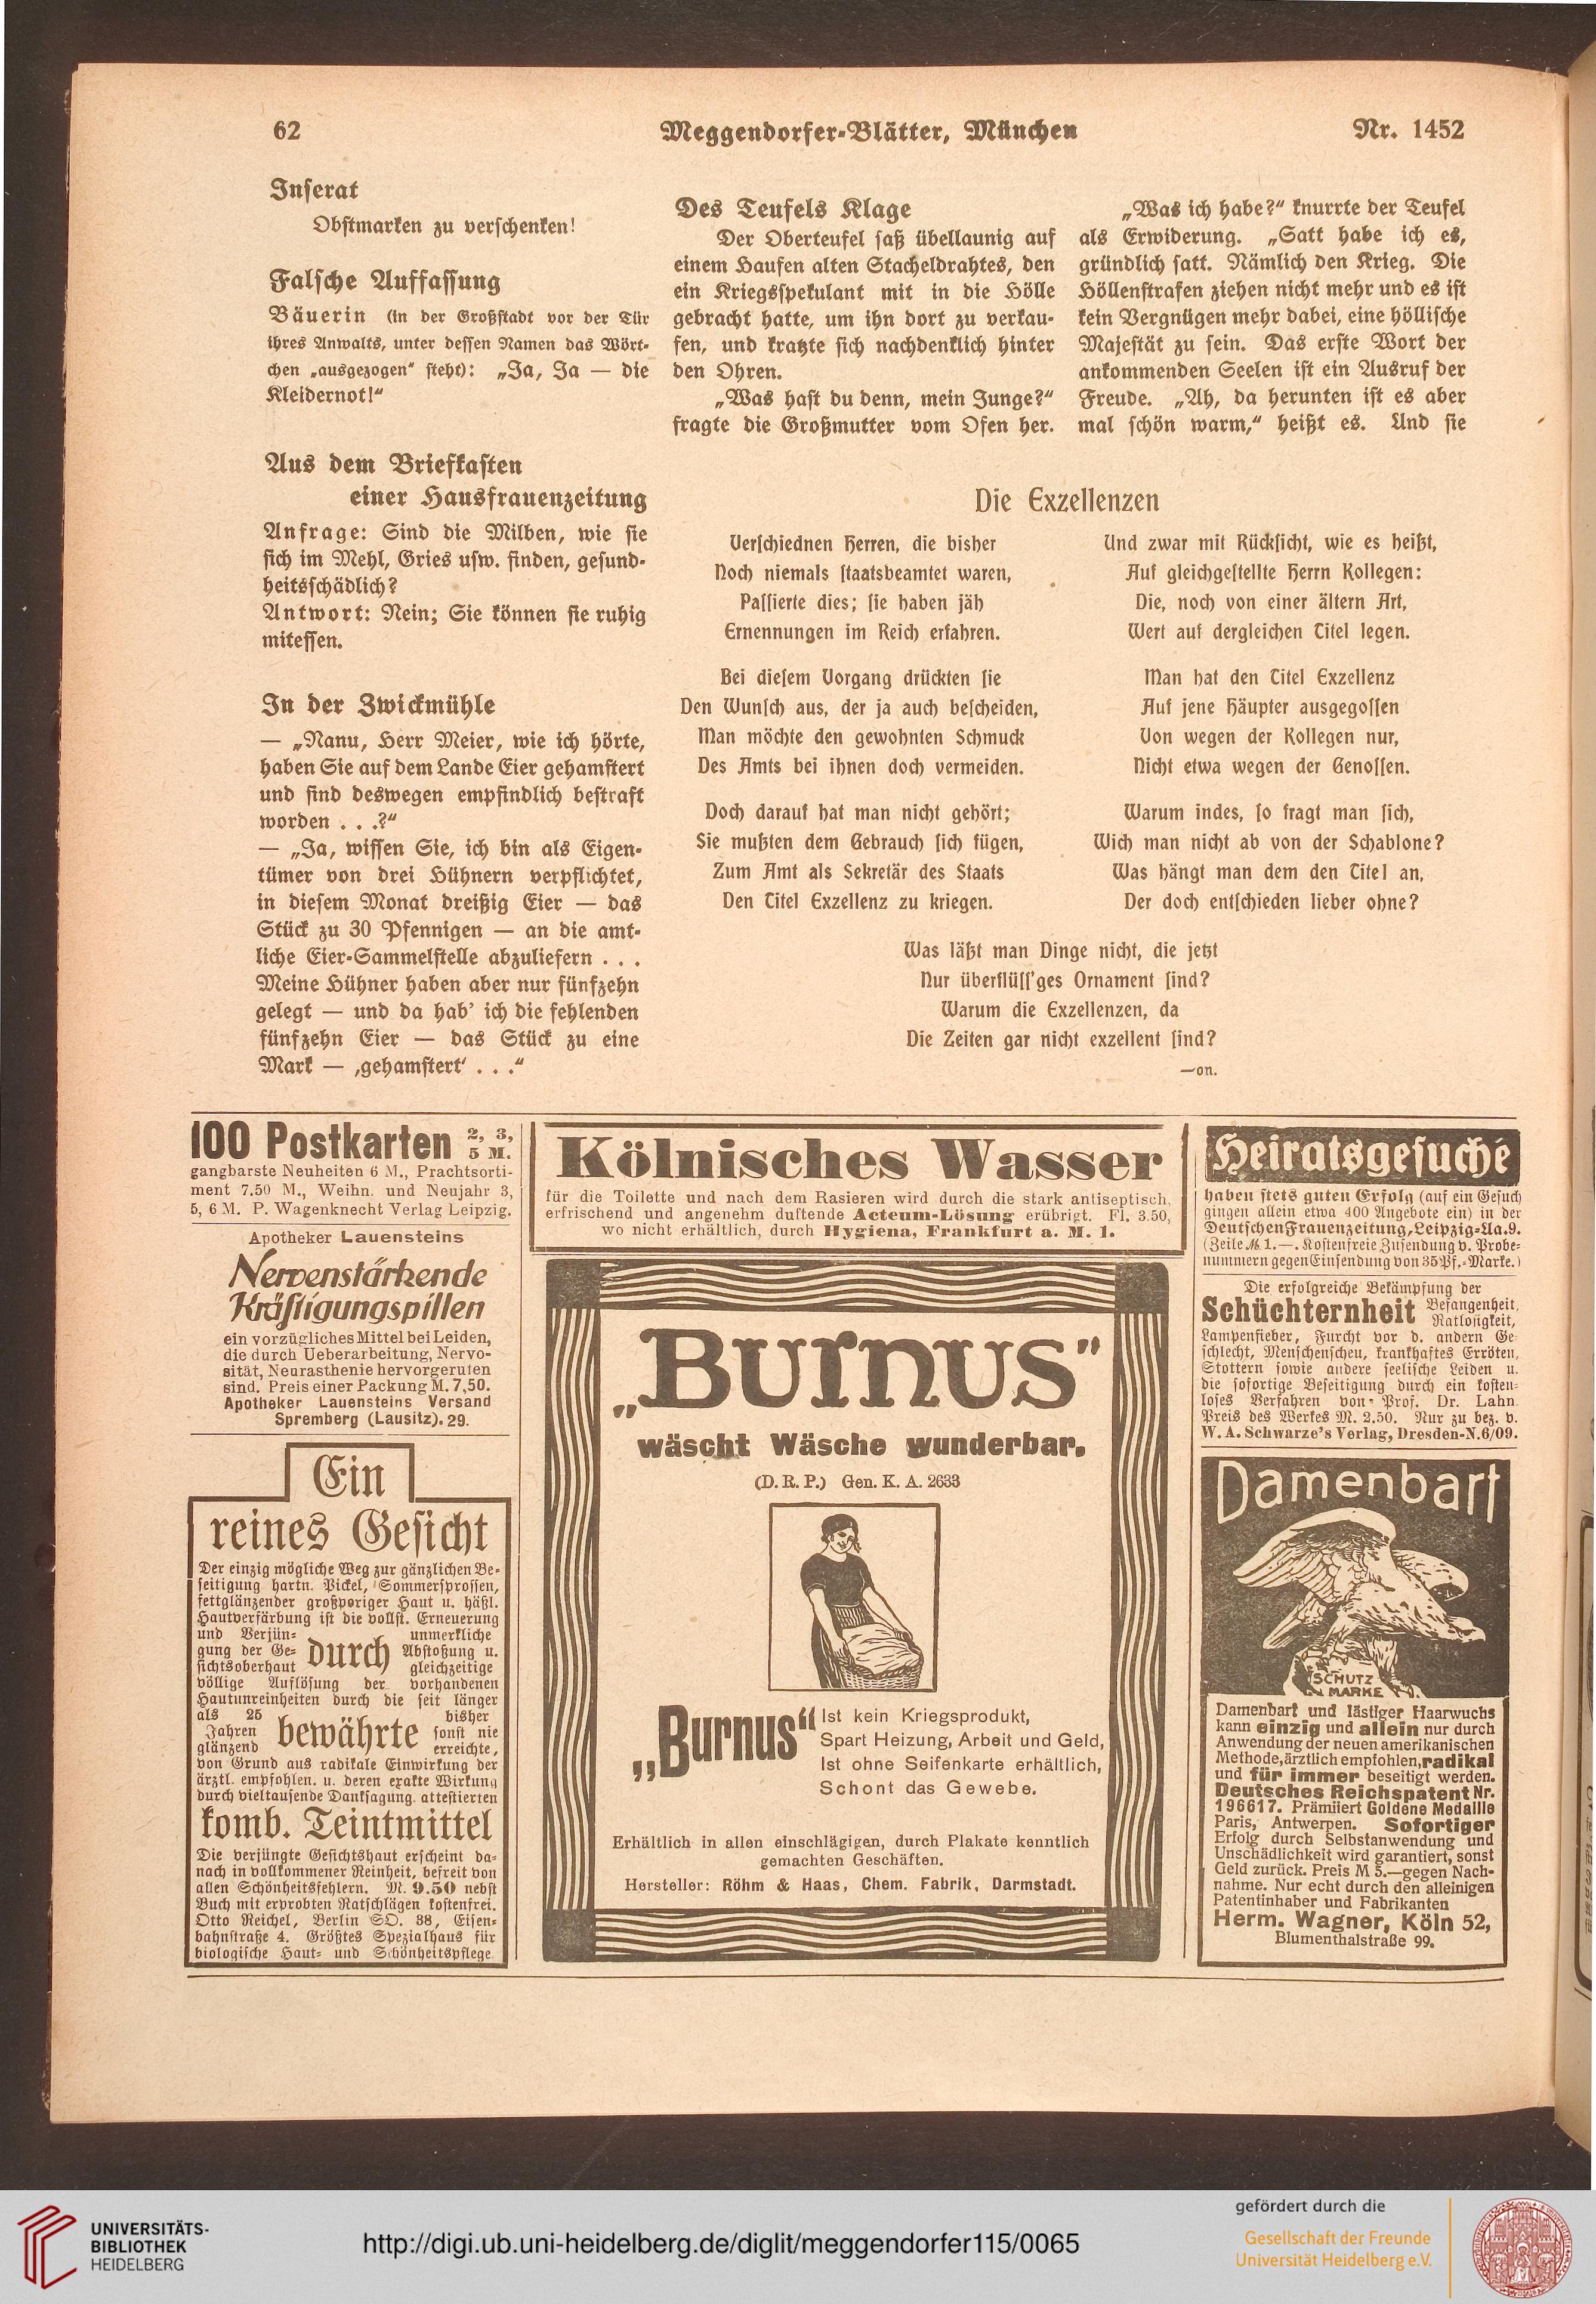 62
Meggendorfer-Blätter, München
Nr. 1452
Inserat
Obstmarken zu verschenken!
Falsche Auffassung
Bäuerin (in der Großstadt vor der Tür
ihres Anwalts, unter dessen Namen das Wört-
chen „ausgezogen“ steht): „Ja, Ja — die
Kleidernot!“
Aus dem Briefkasten
einer Hausfrauenzeitung
Anfrage: Sind die Milben, wie sie
sich im Mehl, Gries usw. finden, gesund-
heitsschädlich?
Antwort: Nein; Sie können sie ruhig
mitessen.
In der Zwickmühle
— „Nanu, Herr Meier, wie ich hörte,
haben Sie auf dem Lande Eier gehamstert
und sind deswegen empfindlich bestraft
worden . . .?“
— „Ja, wissen Sie, ich bin als Eigen-
tümer von drei Hühnern verpflichtet,
in diesem Monat dreißig Eier — das
Stück zu 30 Pfennigen — an die amt-
liche Eier-Sammelstelle abzuliefern . . .
Meine Hühner haben aber nur fünfzehn
gelegt — und da hab' ich die fehlenden
fünfzehn Eier — das Stück zu eine
Mark — ‚gehamstert‘ . . .“
Des Teufels Klage
Der Oberteufel saß übellaunig auf
einem Haufen alten Stacheldrahtes, den
ein Kriegsspekulant mit in die Hölle
gebracht hatte, um ihn dort zu verkau-
fen, und kratzte sich nachdenklich hinter
den Ohren.
„Was hast du denn, mein Junge?“
fragte die Großmutter vom Ofen her.
„Was ich habe?“ knurrte der Teufel
als Erwiderung. „Satt habe ich es,
gründlich satt. Nämlich den Krieg. Die
Höllenstrafen ziehen nicht mehr und es ist
kein Vergnügen mehr dabei, eine höllische
Majestät zu sein. Das erste Wort der
ankommenden Seelen ist ein Ausruf der
Freude. „Ah, da herunten ist es aber
mal schön warm,“ heißt es. Und sie
Die Exzellenzen
Verschiednen Herren, die bisher
Noch niemals staatsbeamtet waren,
Passierte dies; sie haben jäh
Ernennungen im Reich erfahren.
Bei diesem Vorgang drückten sie
Den Wunsch aus, der ja auch bescheiden,
Man möchte den gewohnten Schmuck
Des Amts bei ihnen doch vermeiden.
Doch darauf hat man nicht gehört;
Sie mußten dem Gebrauch sich fügen,
Zum Amt als Sekretär des Staats
Den Titel Exzellenz zu kriegen.
Und zwar mit Rücksicht, wie es heißt,
Auf gleichgestellte Herrn Kollegen:
Die, noch von einer ältern Art,
Wert auf dergleichen Titel legen.
Man hat den Titel Exzellenz
Auf jene Häupter ausgegossen
Von wegen der Kollegen nur,
Nicht etwa wegen der Genossen.
Warum indes, so fragt man sich,
Wich man nicht ab von der Schablone?
Was hängt man dem den Titel an,
Der doch entschieden lieber ohne?
Was läßt man Dinge nicht, die jetzt
Nur überflüss'ges Ornament sind?
Warum die Exzellenzen, da
Die Zeiten gar nicht exzellent sind?
—on.
100 Postkarten 2, 3,
5 M.
gangbarste Neuheiten 6 M., Prachtsorti-
ment 7.50 M., Weihn. und Neujahr 3,
5, 6 M. P. Wagenknecht Verlag Leipzig.
Apotheker Lauensteins
Nervenstärkende
Kräftigungspillen
ein vorzügliches Mittel bei Leiden,
die durch Ueberarbeitung, Nervo-
sität, Neurasthenie hervorgerufen
sind. Preis einer Packung M. 7,50.
Apotheker Lauensteins Versand
Spremberg (Lausitz). 29.
Ein
reines Gesicht
Der einzig mögliche Weg zur gänzlichen Be-
seitigung hartn. Pickel, Sommersprossen,
fettglänzender großporiger Haut u. häßl.
Hautverfärbung ist die vollst. Erneuerung
und Verjün- unmerkliche
gung der Ge- durch Abstoßung u.
sichtsoberhaut gleichzeitige
völlige Auflösung der vorhandenen
Hautunreinheiten durch die seit länger
als 25 bisher
Jahren bewährte sonst nie
glänzend erreichte,
von Grund aus radikale Einwirkung der
ärztl. empfohlen. u. deren exakte Wirkung
durch vieltausende Danksagung. attestierten
komb. Teintmittel
Die verjüngte Gesichtshaut erscheint da-
nach in vollkommener Reinheit, befreit von
allen Schönheitsfehlern. M. 9.50 nebst
Buch mit erprobten Ratschlägen kostenfrei.
Otto Reichel, Berlin SO. 38, Eisen-
bahnstraße 4. Größtes Spezialhaus für
biologische Haut- und Schönheitspflege
Kölnisches Wasser
für die Toilette und nach dem Rasieren wird durch die stark antiseptisch,
erfrischend und angenehm duftende Acteum-Lösung erübrigt. Fl. 3.50,
wo nicht erhältlich, durch Hygiena, Frankfurt a. M. 1.
„Burnus"
wäscht Wäsche wunderbar.
(D. R. P.) Gen. K. A. 2633
„Burnus“ Ist kein Kriegsprodukt,
Spart Heizung, Arbeit und Geld,
Ist ohne Seifenkarte erhältlich,
Schont das Gewebe.
Erhältlich in allen einschlägigen, durch Plakate kenntlich
gemachten Geschäften.
Hersteller: Röhm & Haas, Chem. Fabrik, Darmstadt.
Heiratsgesuche
haben stets guten Erfolg (auf ein Gesuch
gingen allein etwa 400 Angebote ein) in der
Deutschen Frauenzeitung, Leipzig-Lla.9.
(Zeile M 1.—. Kostenfreie Zusendung v. Probe-
nummern gegen Einsendung von 35 Pf.-Marke.)
Die erfolgreiche Bekämpfung der
Schüchternheit Befangenheit,
Ratlosigkeit,
Lampenfieber, Furcht vor d. andern Ge-
schlecht, Menschenscheu, krankhaftes Erröten,
Stottern sowie andere seelische Leiden u.
die sofortige Beseitigung durch ein kosten-
loses Verfahren von Prof. Dr. Lahn
Preis des Werkes M. 2.50. Nur zu bez. v.
W. A. Schwarze's Verlag, Dresden-N.6/09.
Damenbart
SCHUTZ
MARKE
Damenbart und lästiger Haarwuchs
kann einzig und allein nur durch
Anwendung der neuen amerikanischen
Methode, ärztlich empfohlen, radikal
und für immer beseitigt werden.
Deutsches Reichspatent Nr.
196617. Prämiiert Goldene Medaille
Paris, Antwerpen. Sofortiger
Erfolg durch Selbstanwendung und
Unschädlichkeit wird garantiert, sonst
Geld zurück. Preis M 5.—gegen Nach-
nahme. Nur echt durch den alleinigen
Patentinhaber und Fabrikanten
Herm. Wagner, Köln 52,
Blumenthalstraße 99.
UNIVERSITÄTS-
BIBLIOTHEK
HEIDELBERG
http://digi.ub.uni-heidelberg.de/diglit/meggendorfer115/0065
gefördert durch die
Gesellschaft der Freunde
Universität Heidelberg e.V.